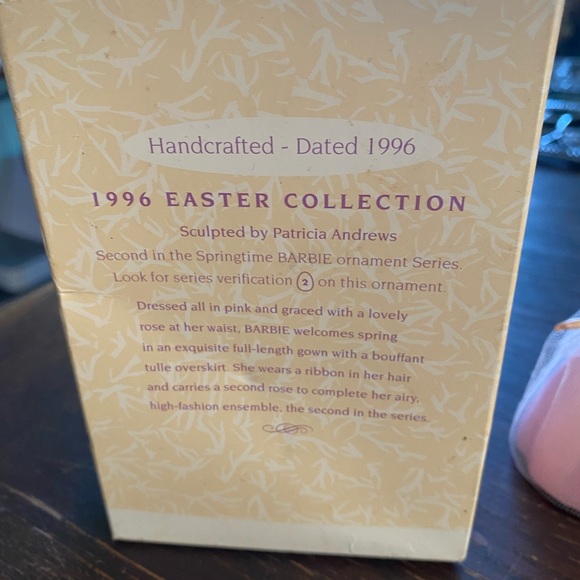 Handcrafted - Dated 1996
1996 EASTER COLLECTION
Sculpted by Patricia Andrews
Second in the Springtime BARBIE ornament Series.
Look for series verification 2 on this ornament.
Dressed all in pink and graced with a lovely
rose at her waist, BARBIE welcomes spring
in an exquisite full-length gown with a bouffant
tulle overskirt. She wears a ribbon in her hair
and carries a second rose to complete her airy,
high-fashion ensemble, the second in the series.